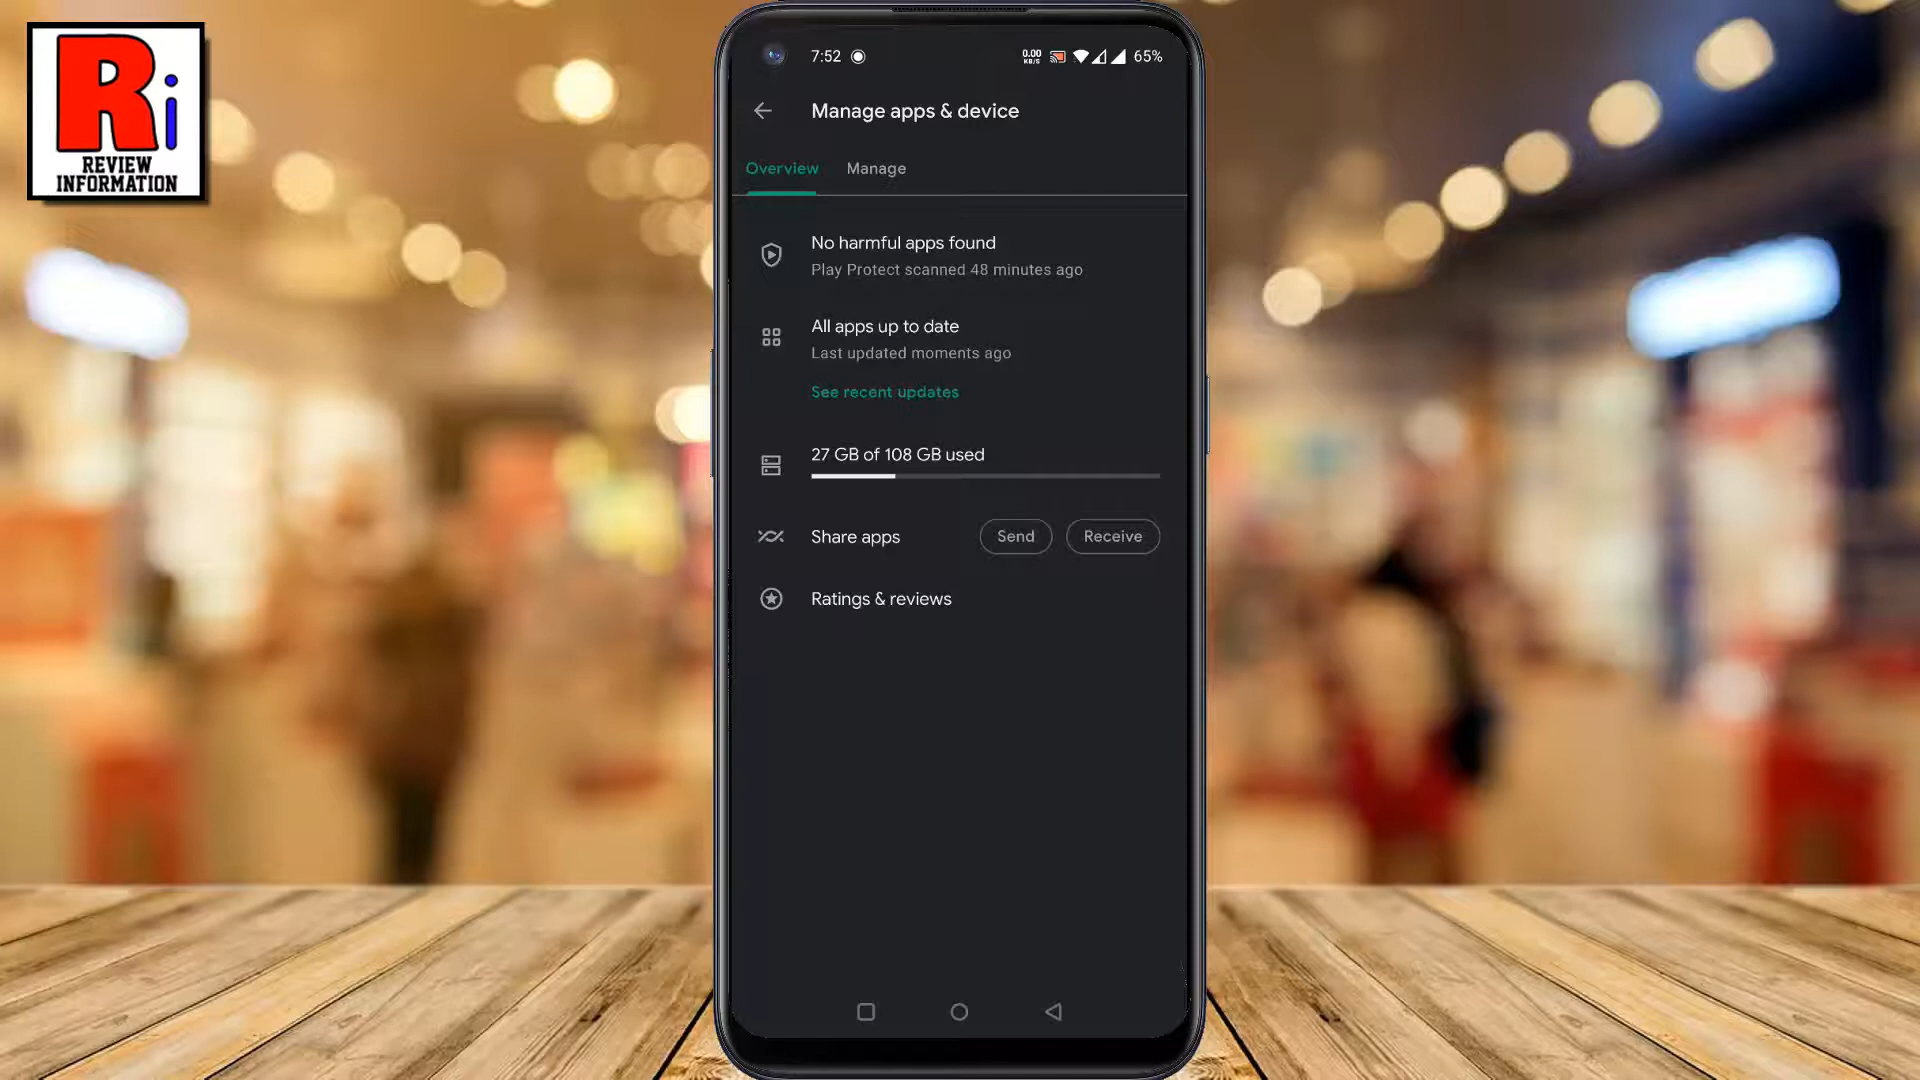 Ri
REVIEW
INFORMATION
7:52
0.00
KB/S
65%
Manage apps & device
Overview
Manage
No harmful apps found
Play Protect scanned 48 minutes ago
All apps up to date
Last updated moments ago
See recent updates
27 GB of 108 GB used
Share apps
Send
Receive
Ratings & reviews